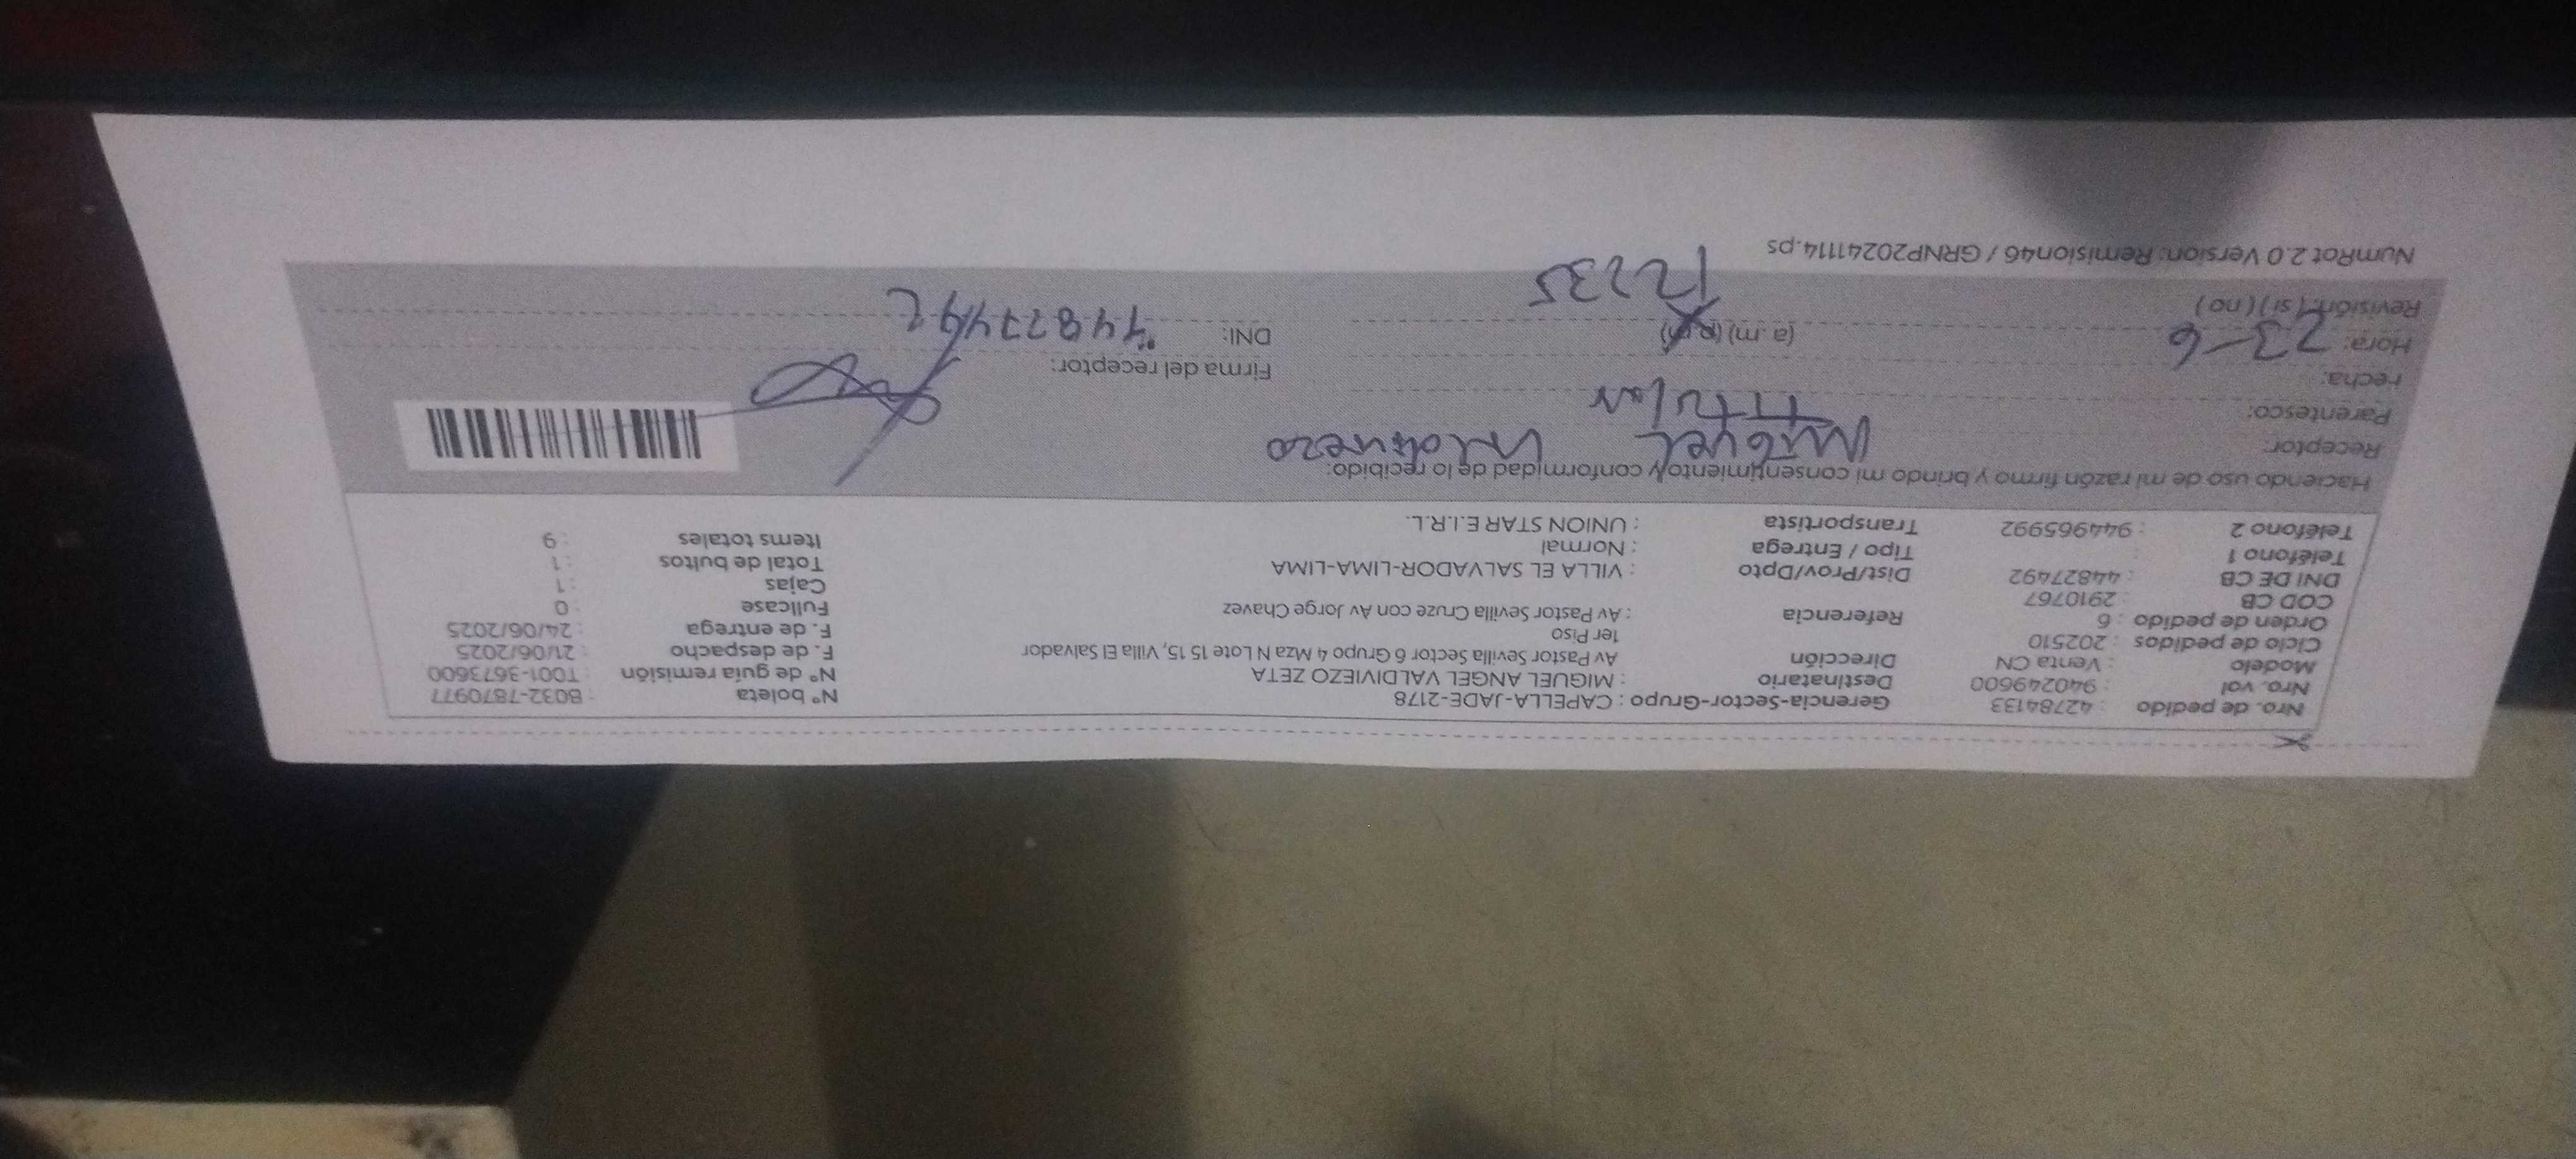 Nro. de pedido : 42784133 Gerencia-Sector-Grupo : CAPELLA-JADE-2178 N° boleta : B032-7870977
Nro. vol : 940249600 Destinatario : MIGUEL ANGEL VALDIVIEZO ZETA N° de guía remisión : T001-3673600
Modelo : Venta CN Dirección Av Pastor Sevilla Sector 6 Grupo 4 Mza N Lote 15 15, Villa El Salvador F. de despacho : 21/06/2025
Ciclo de pedidos : 202510 1er Piso F. de entrega : 24/06/2025
Orden de pedido : 6 Referencia : Av Pastor Sevilla Cruze con Av Jorge Chavez Fullcase : 0
COD CB : 2910767 Cajas : 1
DNI DE CB : 44827492 Dist/Prov/Dpto : VILLA EL SALVADOR-LIMA-LIMA Total de bultos : 1
Teléfono 1 : Tipo / Entrega : Normal Items totales : 9
Teléfono 2 : 944965992 Transportista : UNION STAR E.I.R.L.
Haciendo uso de mi razón firmo y brindo mi consentimiento y conformidad de lo recibido:
Receptor: Miguel
Parentesco: Titular
Fecha: Firma del receptor:
Hora: 23-6 (a.m) (p.m) DNI:
Revisión: (si) (no) 12235
NumRot 2.0 Version: Remision46 / GRNP20241114.ps